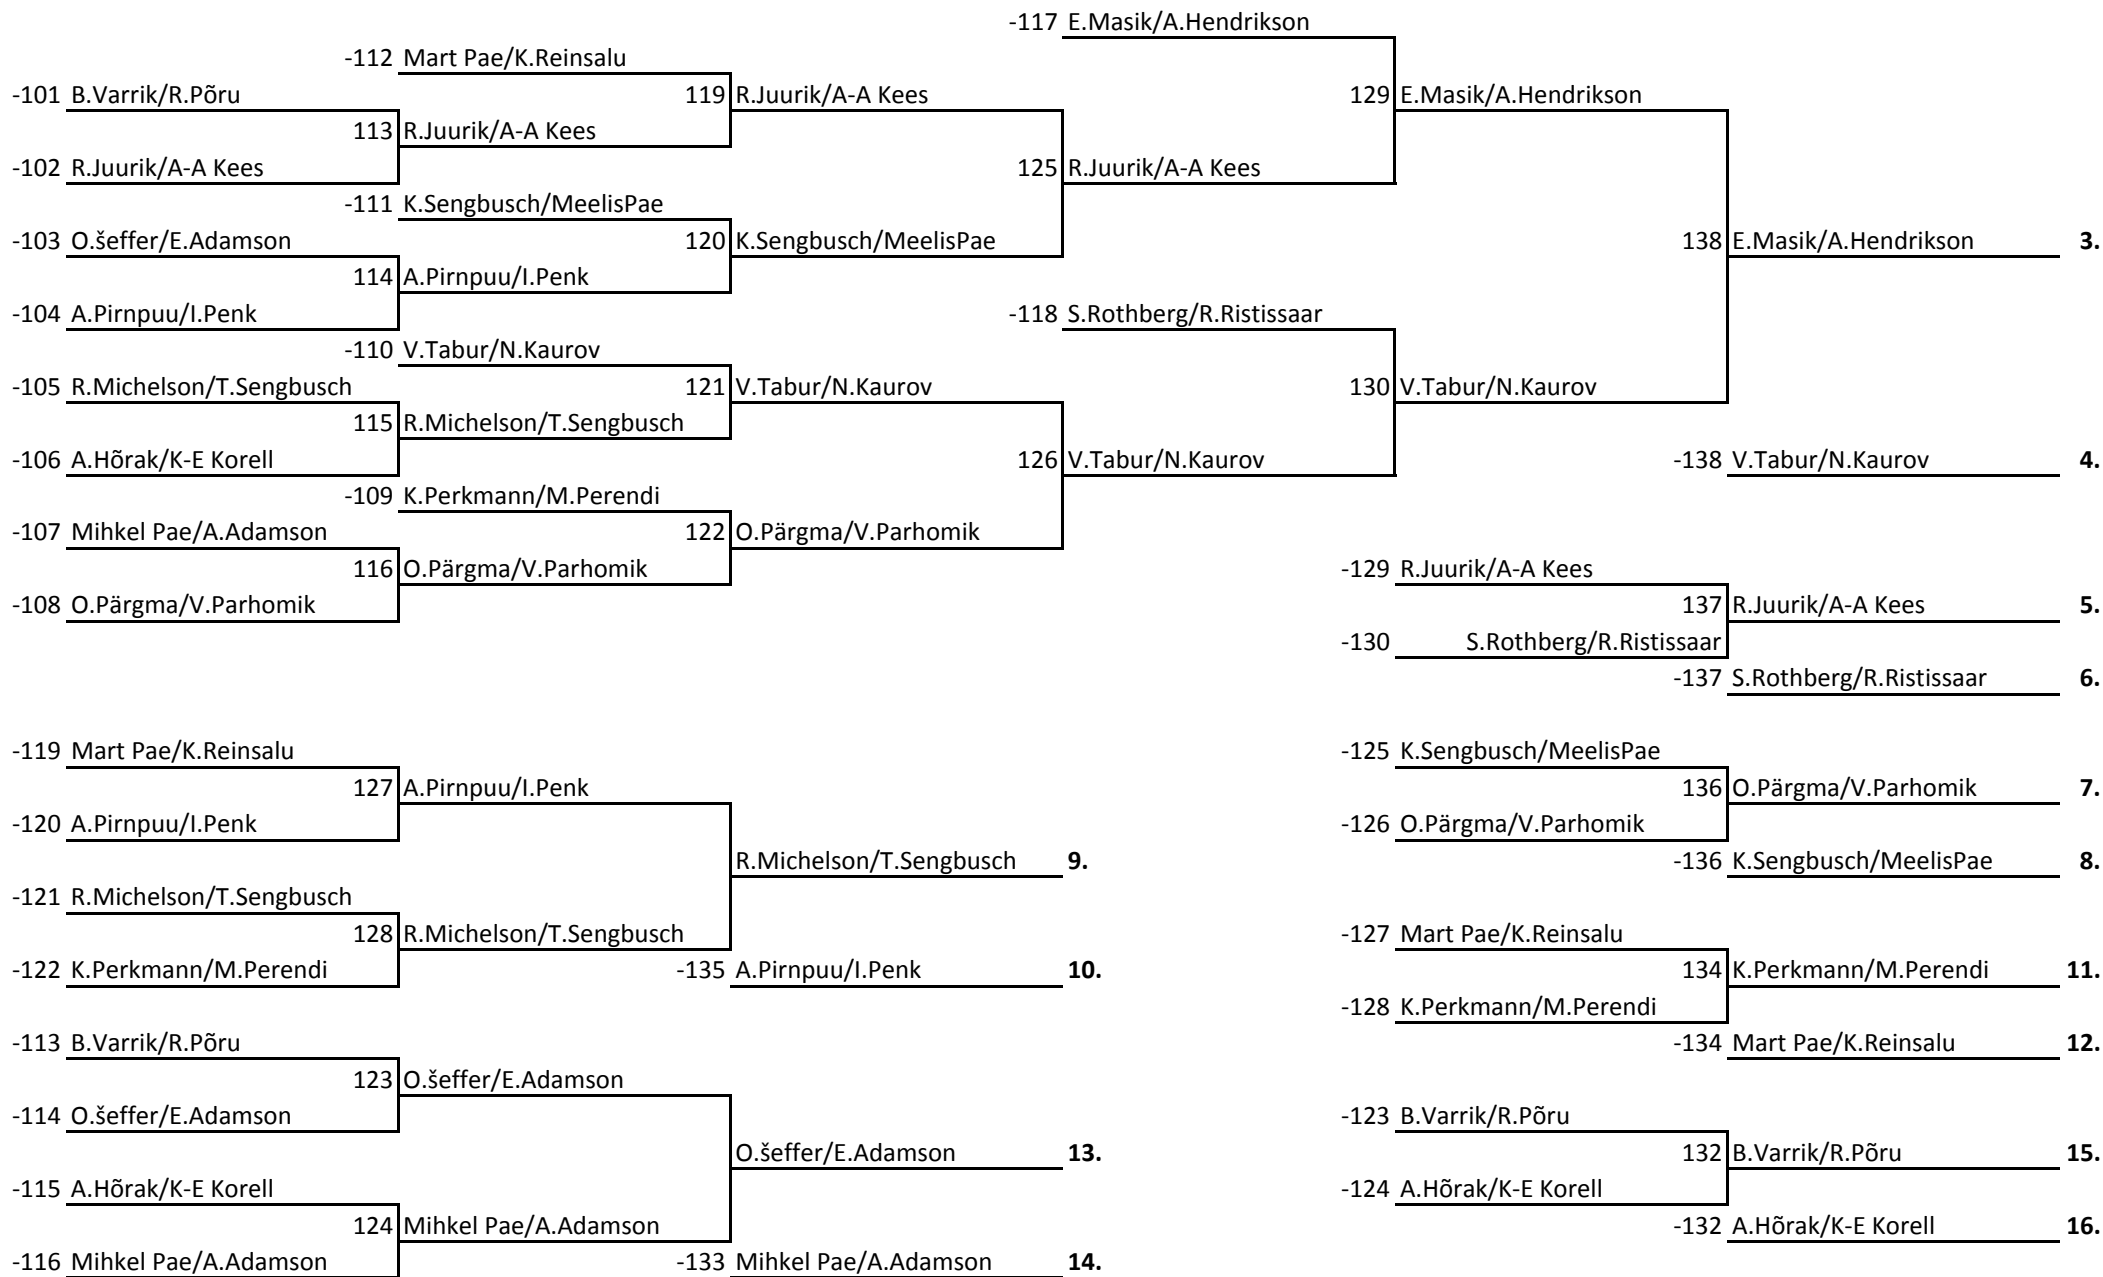 -117 E.Masik/A.Hendrikson
-112 Mart Pae/K.Reinsalu
-101 B.Varrik/R.Põru 119 R.Juurik/A-A Kees 129 E.Masik/A.Hendrikson
113 R.Juurik/A-A Kees
-102 R.Juurik/A-A Kees 125 R.Juurik/A-A Kees
-111 K.Sengbusch/MeelisPae
-103 O.šeffer/E.Adamson 120 K.Sengbusch/MeelisPae 138 E.Masik/A.Hendrikson 3.
114 A.Pirnpuu/I.Penk
-104 A.Pirnpuu/I.Penk -118 S.Rothberg/R.Ristissaar
-110 V.Tabur/N.Kaurov
-105 R.Michelson/T.Sengbusch 121 V.Tabur/N.Kaurov 130 V.Tabur/N.Kaurov
115 R.Michelson/T.Sengbusch
-106 A.Hõrak/K-E Korell 126 V.Tabur/N.Kaurov -138 V.Tabur/N.Kaurov 4.
-109 K.Perkmann/M.Perendi
-107 Mihkel Pae/A.Adamson 122 O.Pärgma/V.Parhomik
116 O.Pärgma/V.Parhomik -129 R.Juurik/A-A Kees
-108 O.Pärgma/V.Parhomik 137 R.Juurik/A-A Kees 5.
-130 S.Rothberg/R.Ristissaar
-137 S.Rothberg/R.Ristissaar 6.
-119 Mart Pae/K.Reinsalu -125 K.Sengbusch/MeelisPae
127 A.Pirnpuu/I.Penk 136 O.Pärgma/V.Parhomik 7.
-120 A.Pirnpuu/I.Penk -126 O.Pärgma/V.Parhomik
R.Michelson/T.Sengbusch 9. -136 K.Sengbusch/MeelisPae 8.
-121 R.Michelson/T.Sengbusch
128 R.Michelson/T.Sengbusch -127 Mart Pae/K.Reinsalu
-122 K.Perkmann/M.Perendi -135 A.Pirnpuu/I.Penk 10. 134 K.Perkmann/M.Perendi 11.
-128 K.Perkmann/M.Perendi
-113 B.Varrik/R.Põru -134 Mart Pae/K.Reinsalu 12.
123 O.šeffer/E.Adamson
-114 O.šeffer/E.Adamson -123 B.Varrik/R.Põru
O.šeffer/E.Adamson 13. 132 B.Varrik/R.Põru 15.
-115 A.Hõrak/K-E Korell -124 A.Hõrak/K-E Korell
124 Mihkel Pae/A.Adamson -132 A.Hõrak/K-E Korell 16.
-116 Mihkel Pae/A.Adamson -133 Mihkel Pae/A.Adamson 14.